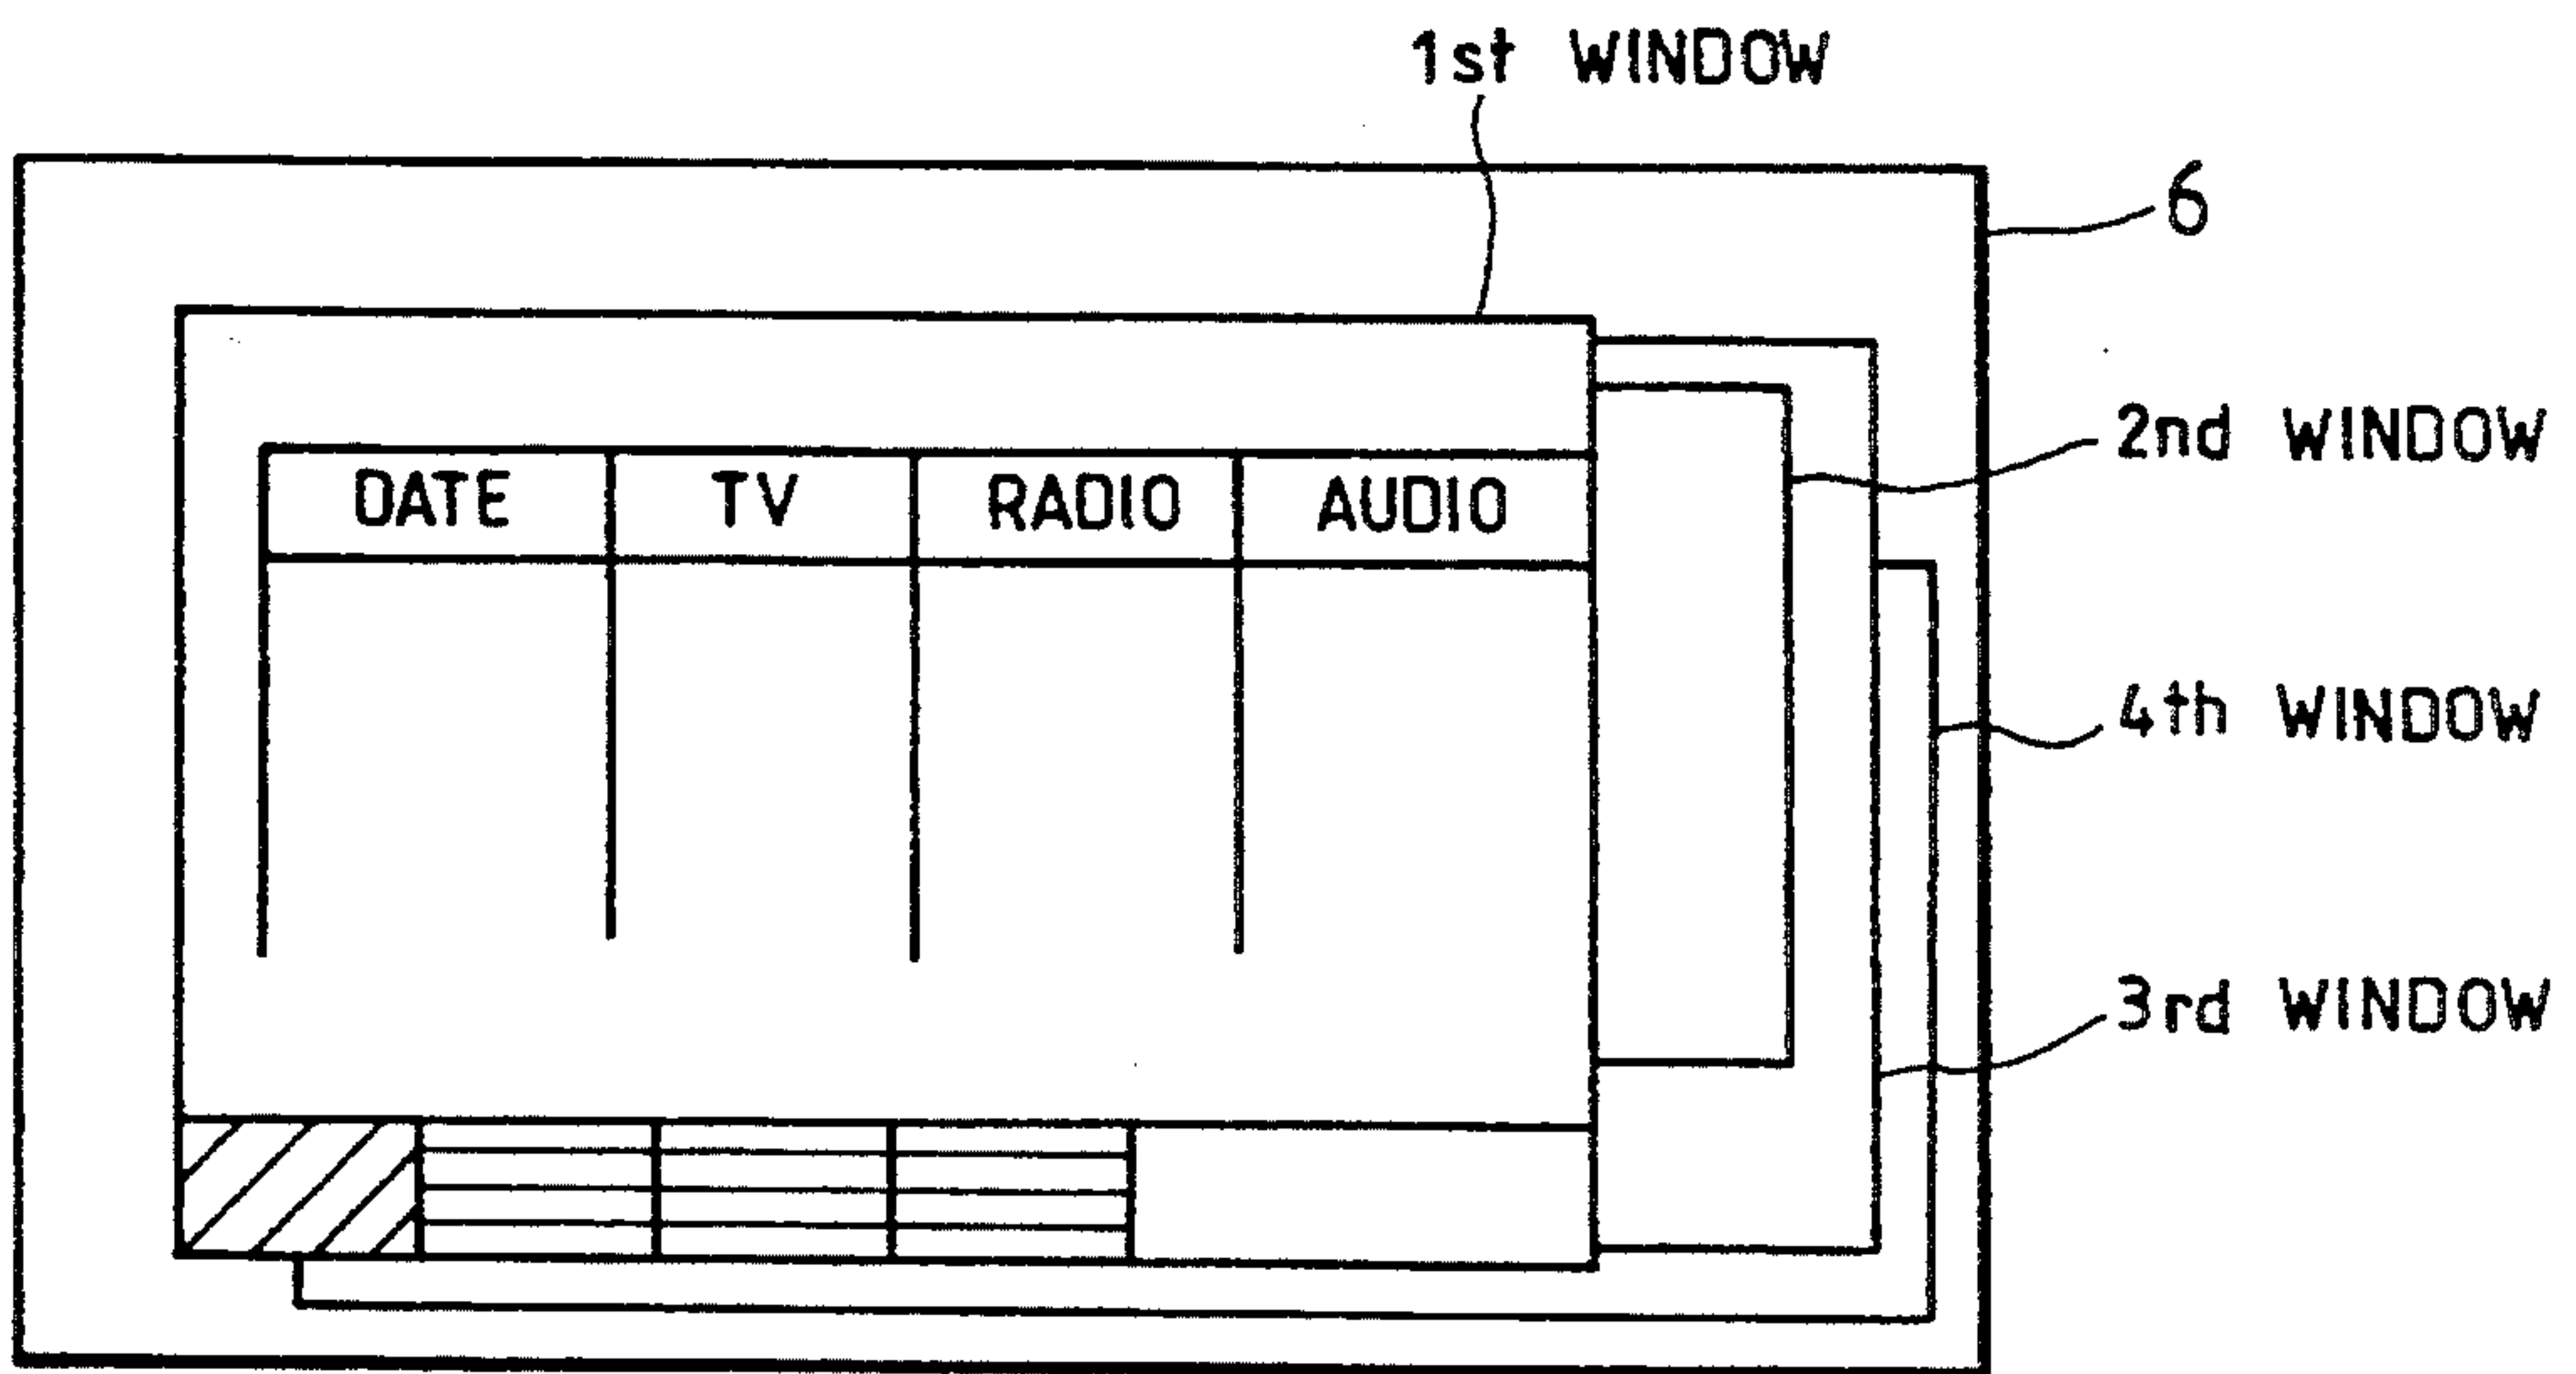 1st WINDOW
6
2nd WINDOW
DATE TV RADIO AUDIO
4th WINDOW
3rd WINDOW